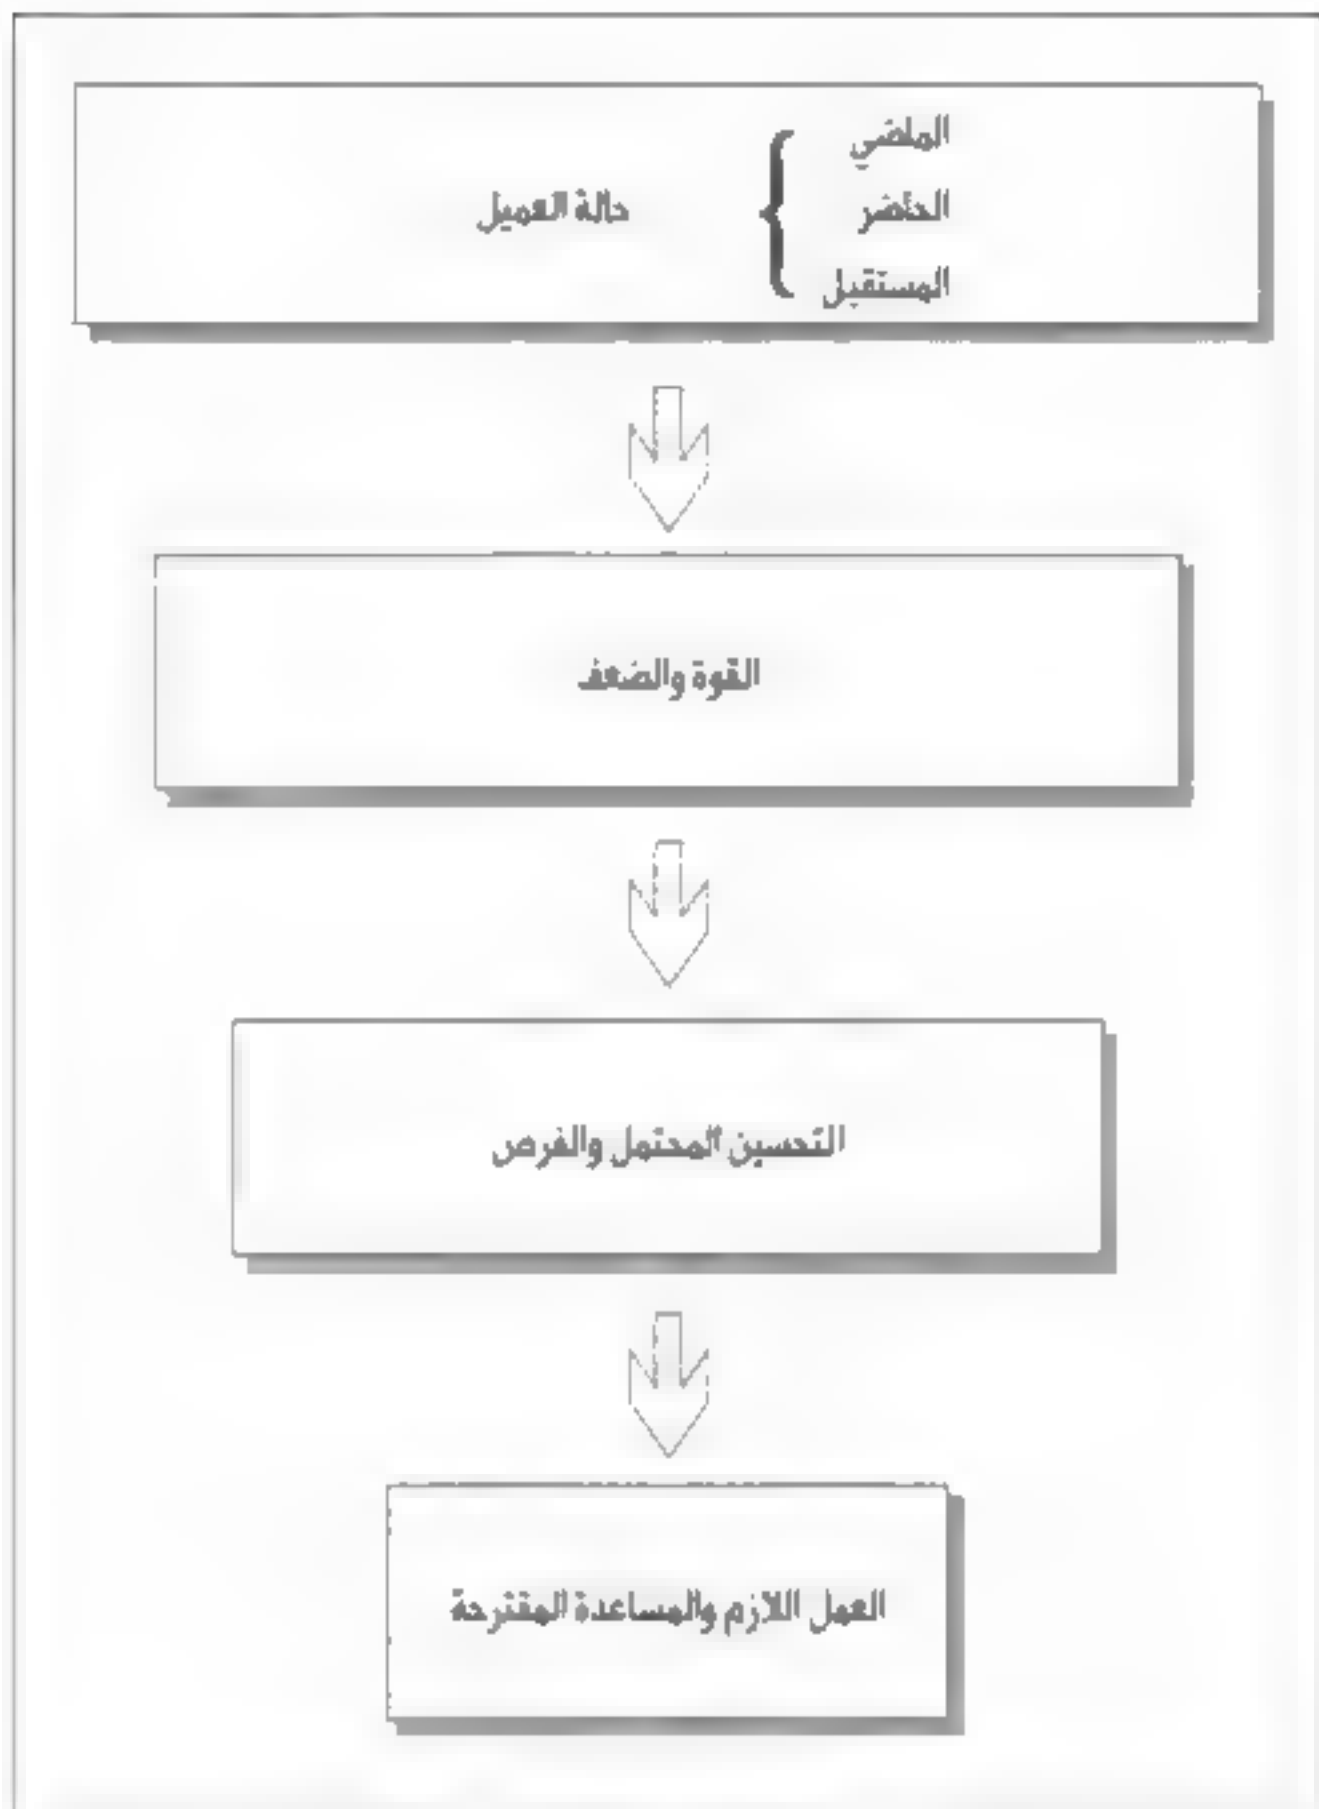 الماضي
الحاضر
المستقبل
حالة العميل
القوة والضعف
التحسين المحتمل والفرص
العمل اللازم والمساعدة المقترحة